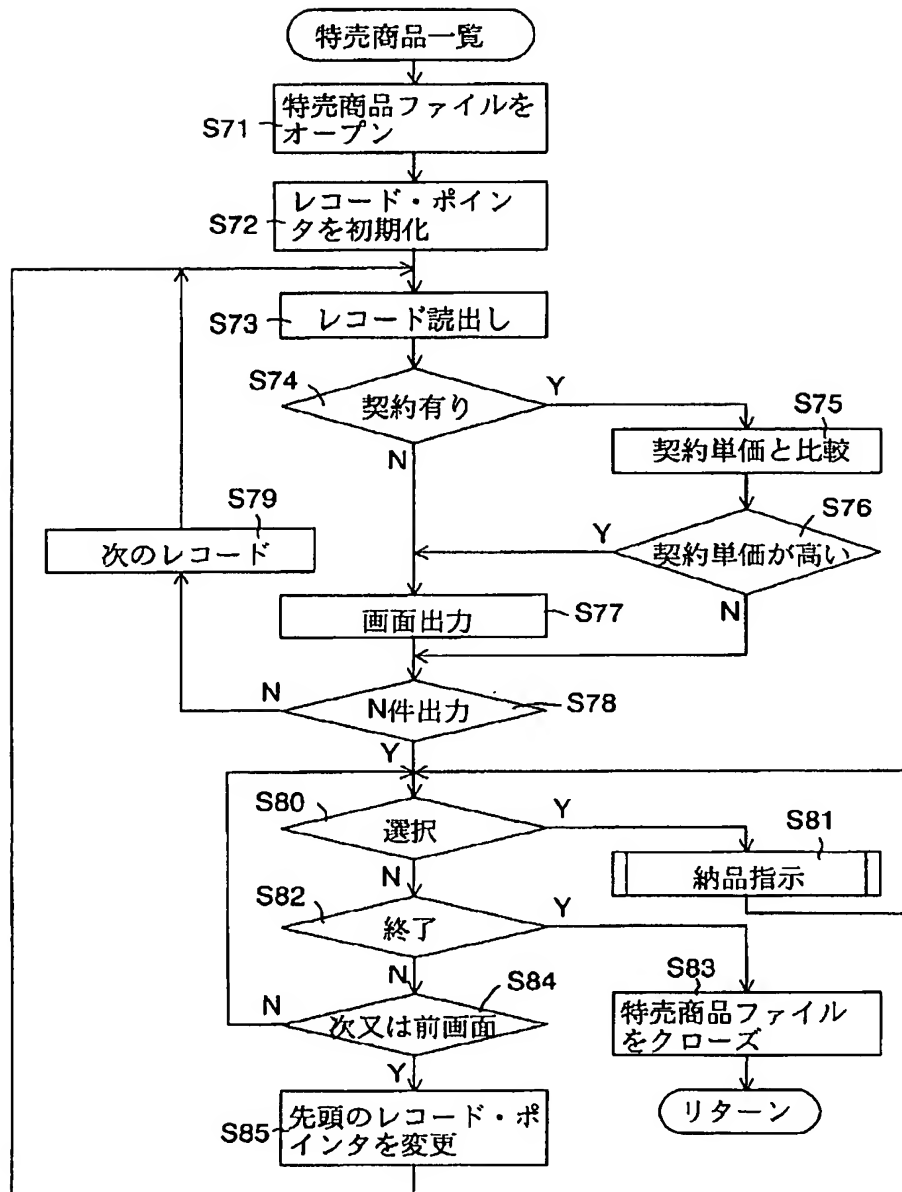 特売商品一覧
特売商品ファイルを
オープン
S71
レコード・ポイン
タを初期化
S72
レコード読出し
S73
S74
契約有り
Y
N
S75
契約単価と比較
S76
契約単価が高い
Y
N
S79
次のレコード
画面出力
S77
N
N件出力
S78
Y
S80
選択
Y
N
S81
納品指示
S82
終了
Y
N
S83
特売商品ファイル
をクローズ
S84
N
次又は前画面
Y
リターン
先頭のレコード・ポ
インタを変更
S85